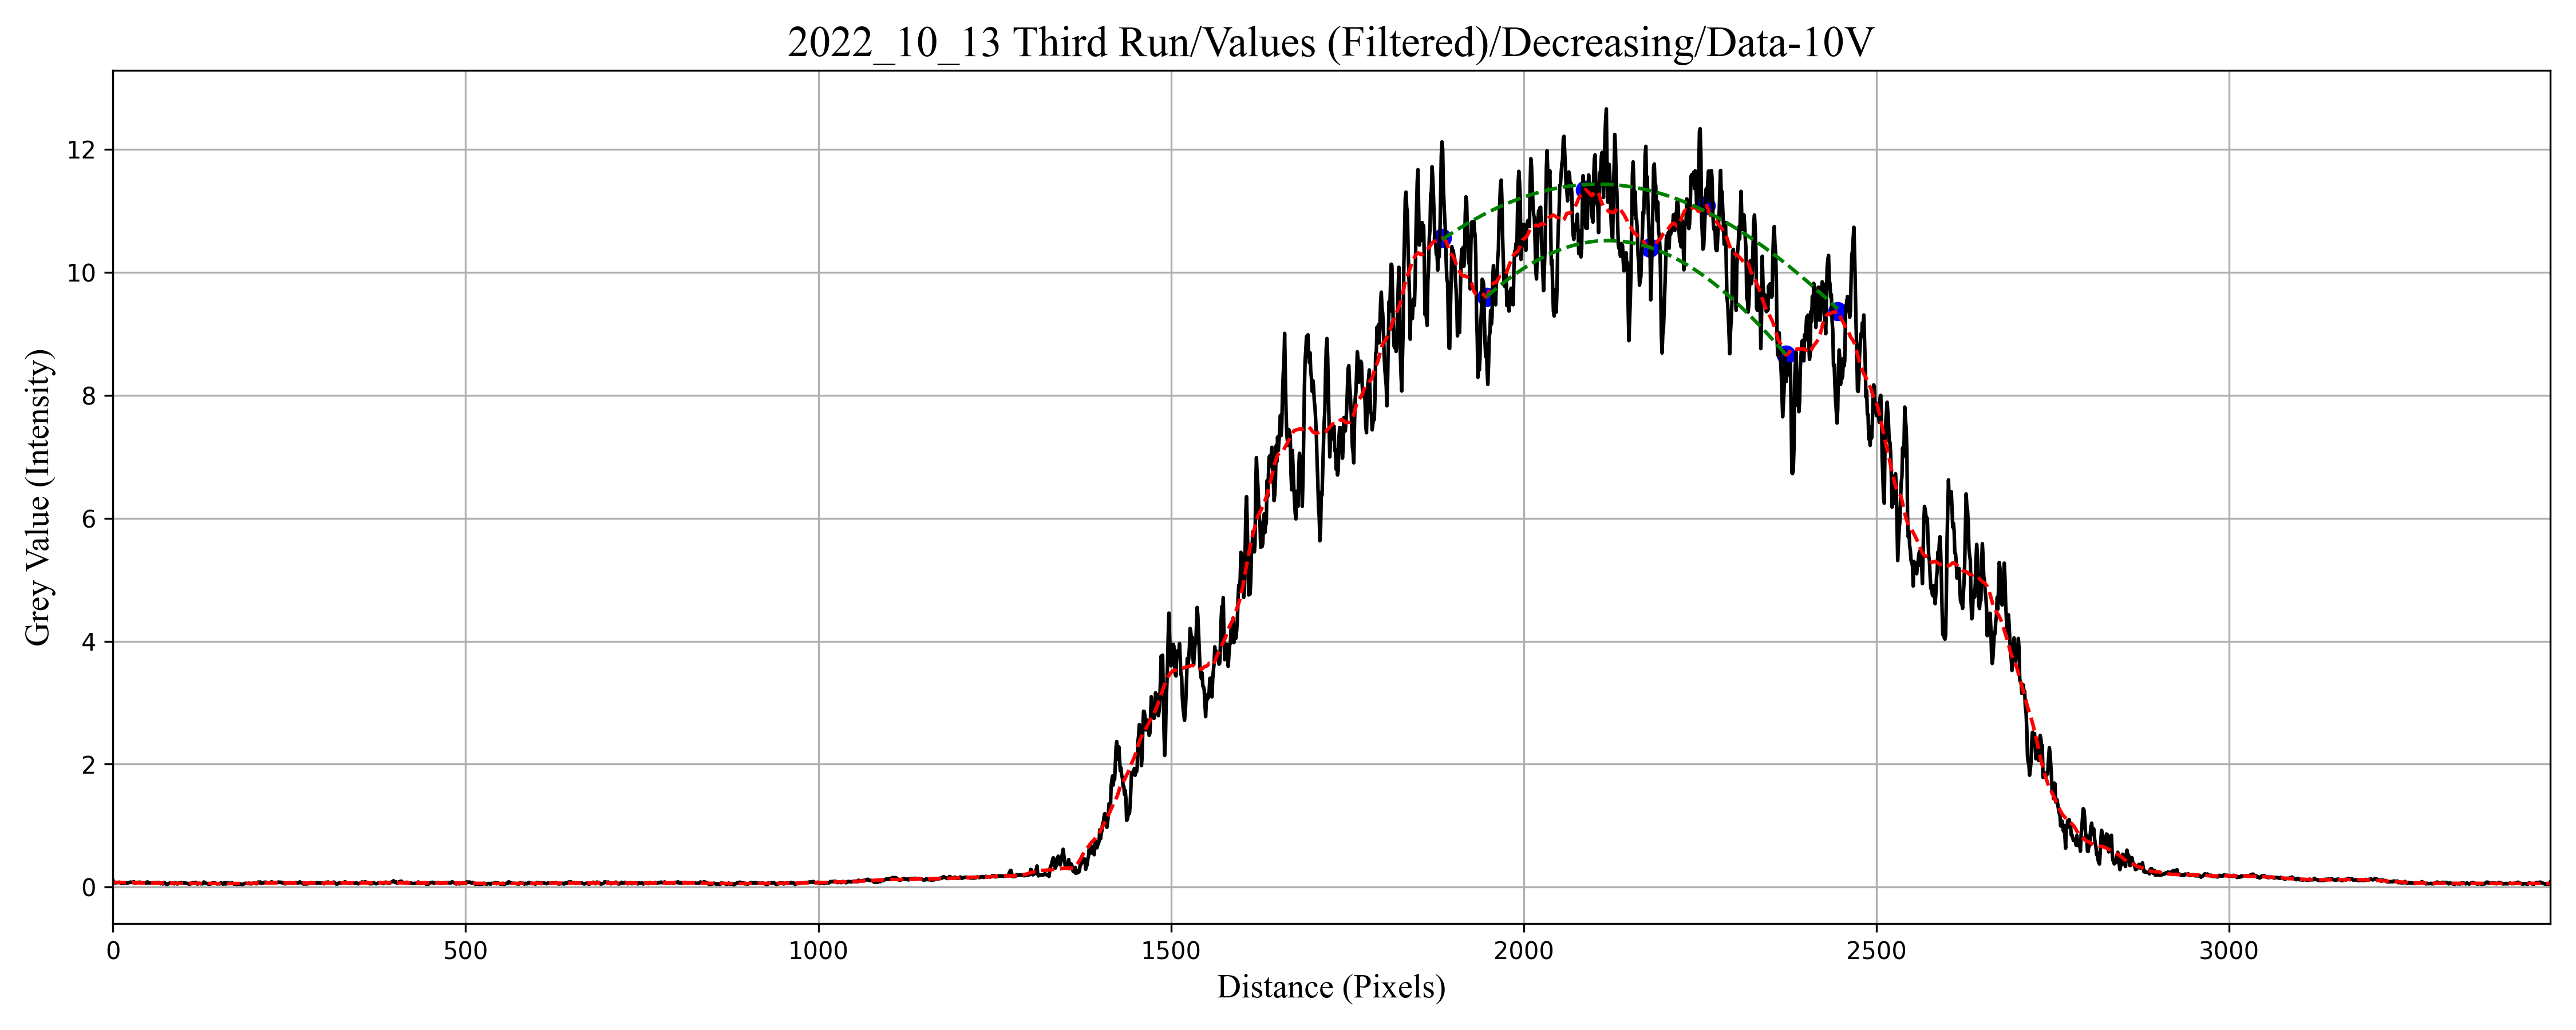 2022_10_13 Third Run/Values (Filtered)/Decreasing/Data-10V
12
10
8
6
4
2
0
Grey Value (Intensity)
0 500 1000 1500 2000 2500 3000
Distance (Pixels)